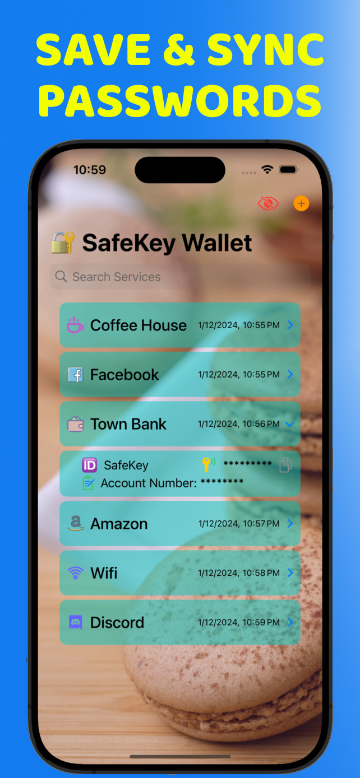 SAVE & SYNC
PASSWORDS
10:59
SafeKey Wallet
Search Services
Coffee House 1/12/2024, 10:55 PM
Facebook 1/12/2024, 10:55 PM
Town Bank 1/12/2024, 10:56 PM
ID SafeKey *********
Account Number: ********
Amazon 1/12/2024, 10:57 PM
Wifi 1/12/2024, 10:58 PM
Discord 1/12/2024, 10:59 PM